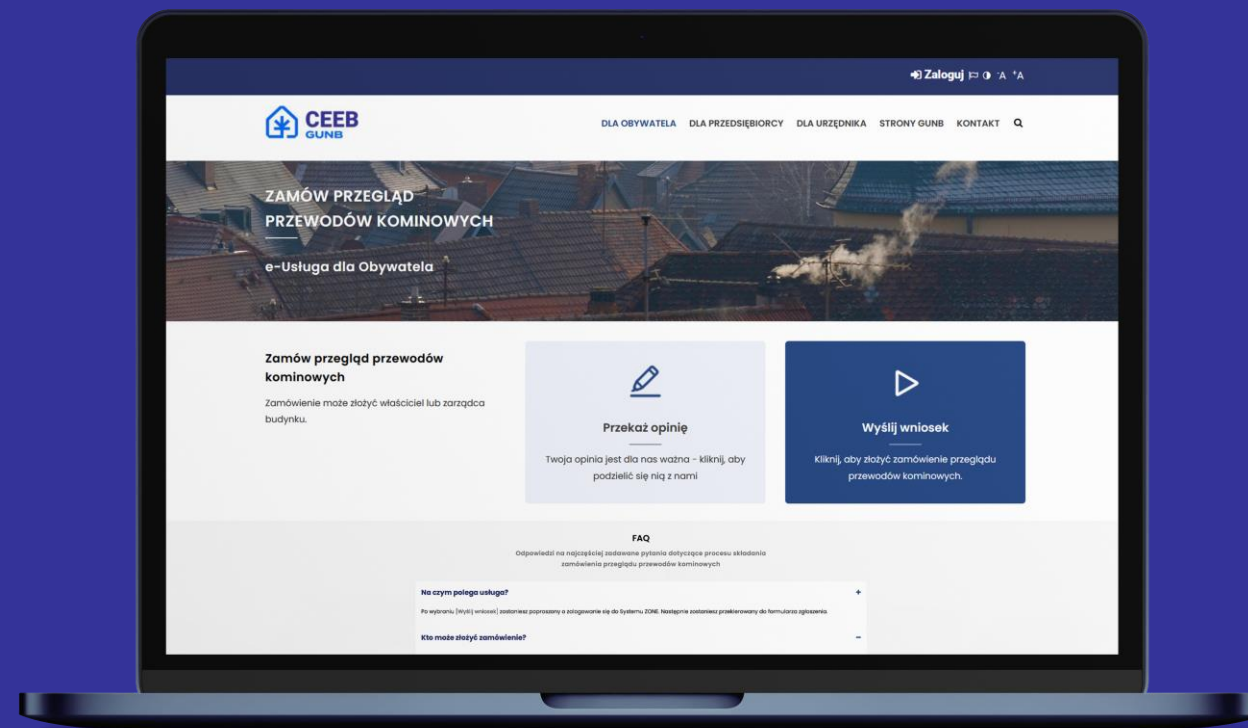 Zaloguj -A +A
CEEB
GUNB
DLA OBYWATELA DLA PRZEDSIĘBIORCY DLA URZĘDNIKA STRONY GUNB KONTAKT
ZAMÓW PRZEGLĄD
PRZEWODÓW KOMINOWYCH
e-Usługa dla Obywatela
Zamów przegląd przewodów
kominowych
Zamówienie może złożyć właściciel lub zarządca
budynku.
Przekaż opinię
Twoja opinia jest dla nas ważna - kliknij, aby
podzielić się nią z nami
Wyślij wniosek
Kliknij, aby złożyć zamówienie przeglądu
przewodów kominowych.
FAQ
Odpowiedzi na najczęściej zadawane pytania dotyczące procesu składania
zamówienia przeglądu przewodów kominowych
Na czym polega usługa? +
Po wybraniu [Wyślij wniosek] zostaniesz poproszony o zalogowanie się do Systemu ZONE. Następnie zostaniesz przekierowany do formularza zgłoszenia.
Kto może złożyć zamówienie? -